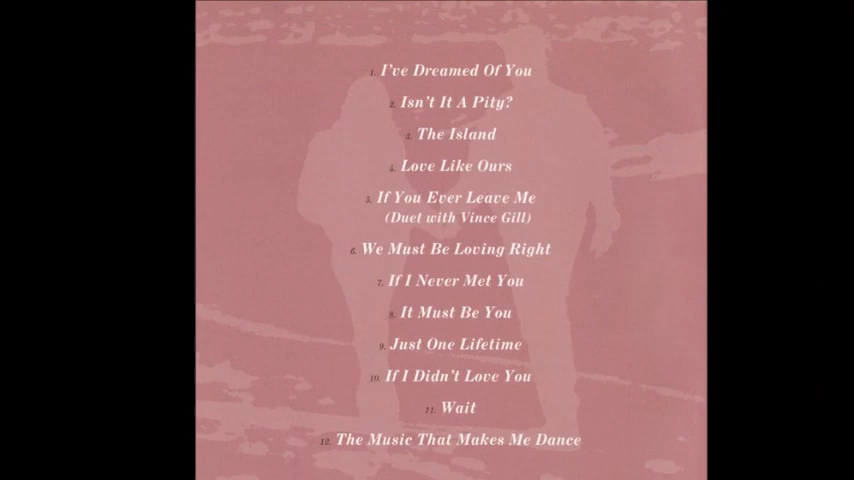 1. I've Dreamed Of You
2. Isn't It A Pity?
3. The Island
4. Love Like Ours
5. If You Ever Leave Me
(Duet with Vince Gill)
6. We Must Be Loving Right
7. If I Never Met You
8. It Must Be You
9. Just One Lifetime
10. If I Didn't Love You
11. Wait
12. The Music That Makes Me Dance